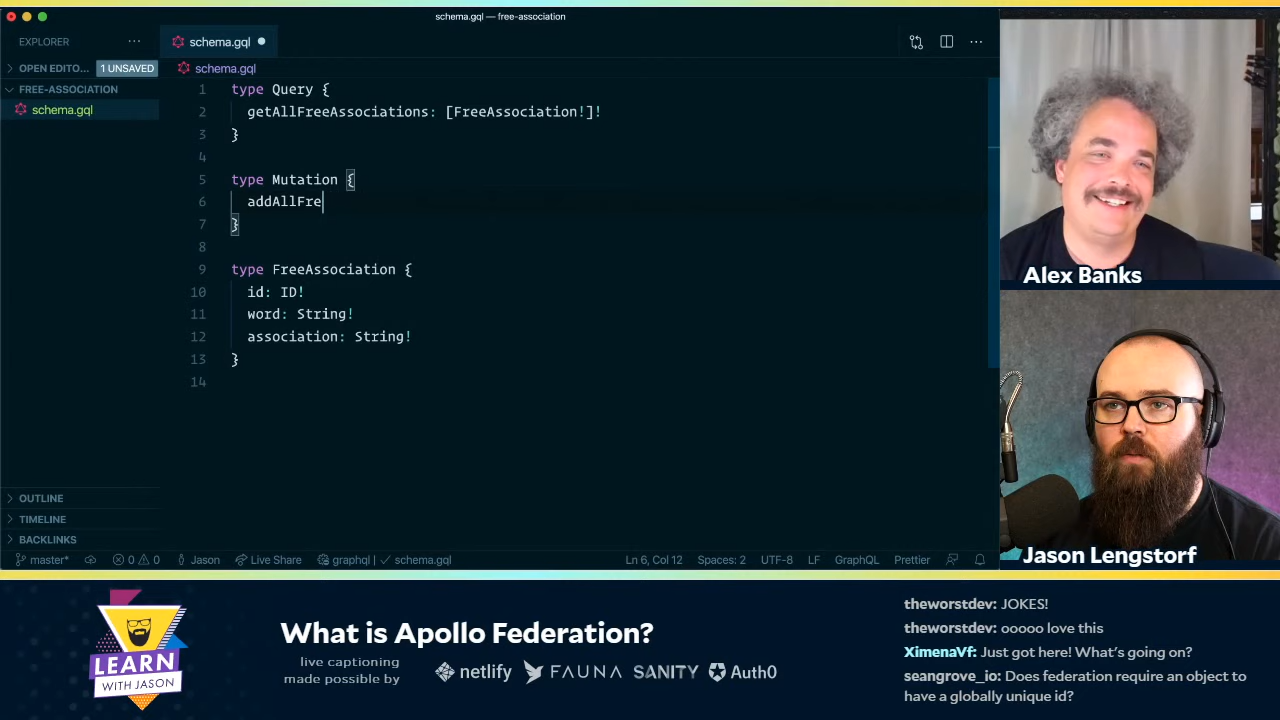 schema.gql — free-association
EXPLORER
schema.gql
OPEN EDITO... 1 UNSAVED
schema.gql
FREE-ASSOCIATION
schema.gql
1 type Query {
2 getAllFreeAssociations: [FreeAssociation!]!
3 }
4
5 type Mutation {
6 addAllFre
7 }
8
9 type FreeAssociation {
10 id: ID!
11 word: String!
12 association: String!
13 }
14
OUTLINE
TIMELINE
BACKLINKS
master* 0 0 Jason Live Share graphql | ✓ schema.gql Ln 6, Col 12 Spaces: 2 UTF-8 LF GraphQL Prettier
Alex Banks
Jason Lengstorf
LEARN
WITH JASON
What is Apollo Federation?
live captioning
made possible by
netlify FAUNA SANITY Auth0
theworstdev: JOKES!
theworstdev: ooooo love this
XimenaVf: Just got here! What's going on?
seangrove_io: Does federation require an object to
have a globally unique id?